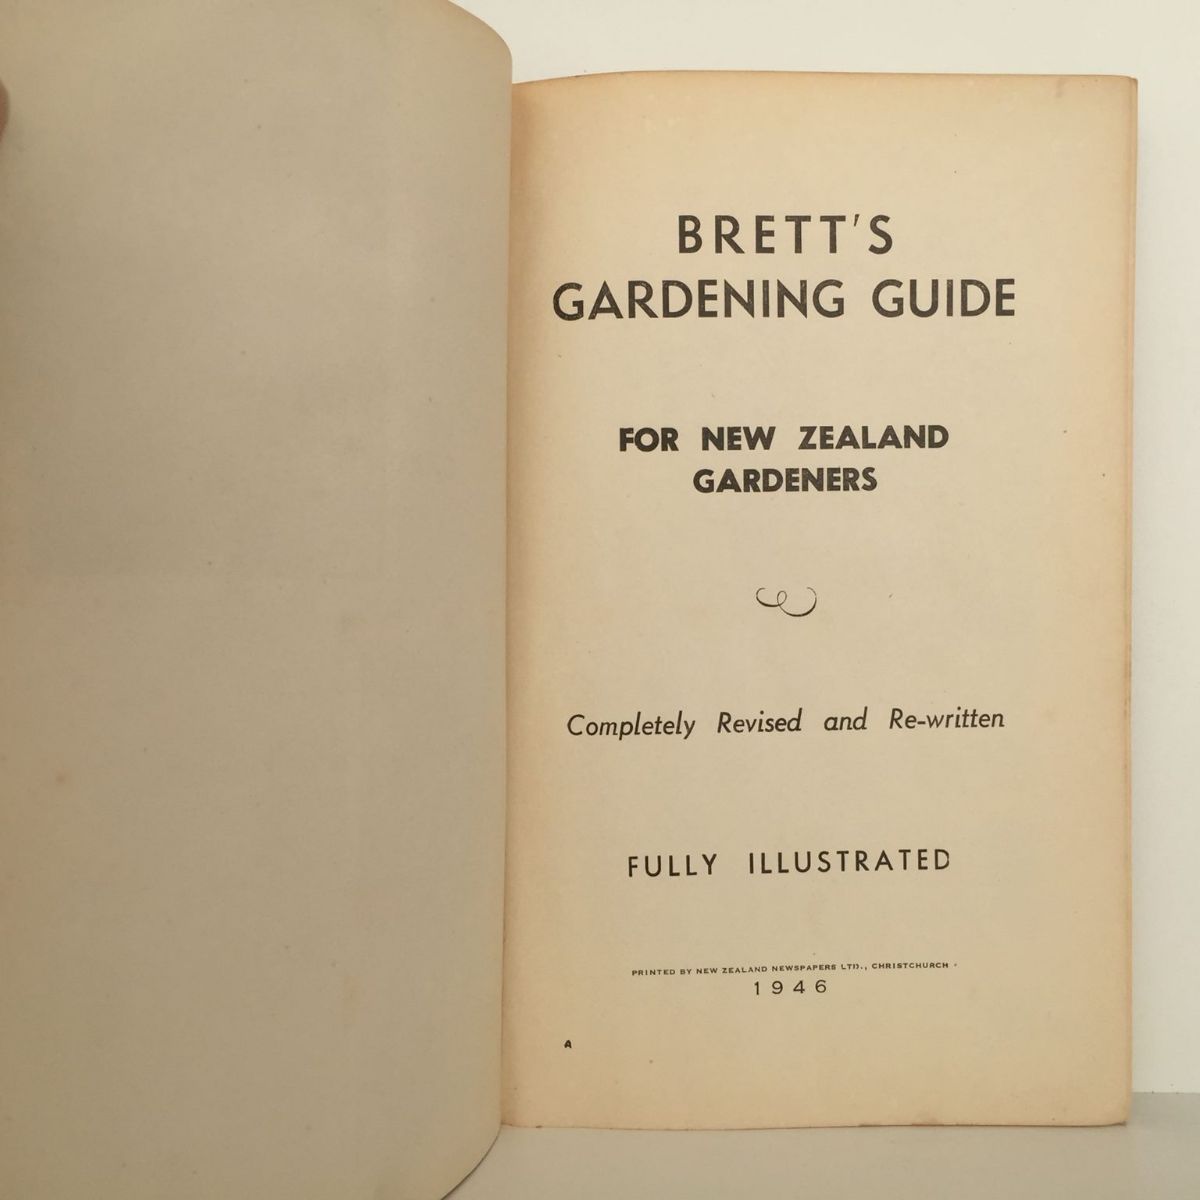 BRETT'S
GARDENING GUIDE
FOR NEW ZEALAND
GARDENERS
Completely Revised and Re-written
FULLY ILLUSTRATED
PRINTED BY NEW ZEALAND NEWSPAPERS LTD., CHRISTCHURCH
1946
A